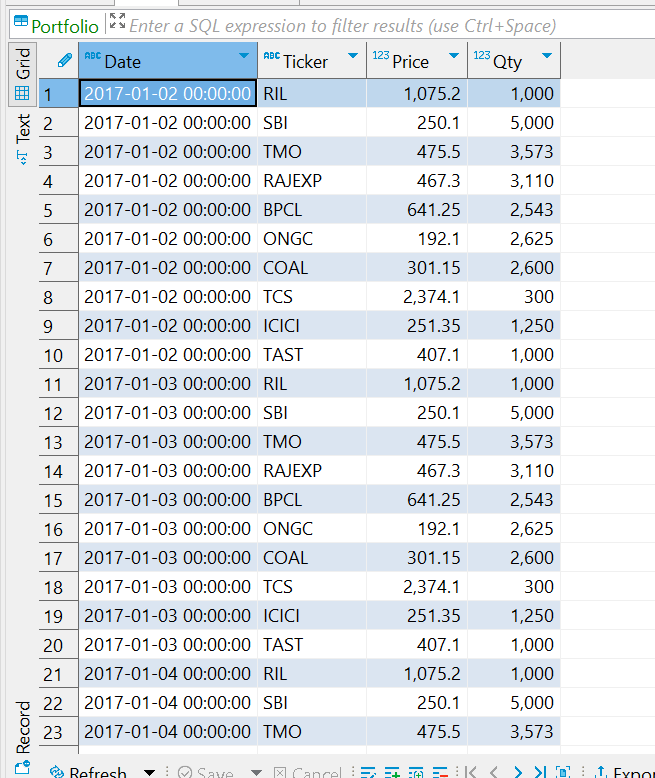 Portfolio Enter a SQL expression to filter results (use Ctrl+Space)
Grid
Text
Record
ABC Date ABC Ticker 123 Price 123 Qty
1 2017-01-02 00:00:00 RIL 1,075.2 1,000
2 2017-01-02 00:00:00 SBI 250.1 5,000
3 2017-01-02 00:00:00 TMO 475.5 3,573
4 2017-01-02 00:00:00 RAJEXP 467.3 3,110
5 2017-01-02 00:00:00 BPCL 641.25 2,543
6 2017-01-02 00:00:00 ONGC 192.1 2,625
7 2017-01-02 00:00:00 COAL 301.15 2,600
8 2017-01-02 00:00:00 TCS 2,374.1 300
9 2017-01-02 00:00:00 ICICI 251.35 1,250
10 2017-01-02 00:00:00 TAST 407.1 1,000
11 2017-01-03 00:00:00 RIL 1,075.2 1,000
12 2017-01-03 00:00:00 SBI 250.1 5,000
13 2017-01-03 00:00:00 TMO 475.5 3,573
14 2017-01-03 00:00:00 RAJEXP 467.3 3,110
15 2017-01-03 00:00:00 BPCL 641.25 2,543
16 2017-01-03 00:00:00 ONGC 192.1 2,625
17 2017-01-03 00:00:00 COAL 301.15 2,600
18 2017-01-03 00:00:00 TCS 2,374.1 300
19 2017-01-03 00:00:00 ICICI 251.35 1,250
20 2017-01-03 00:00:00 TAST 407.1 1,000
21 2017-01-04 00:00:00 RIL 1,075.2 1,000
22 2017-01-04 00:00:00 SBI 250.1 5,000
23 2017-01-04 00:00:00 TMO 475.5 3,573
Refresh Save Cancel Expor